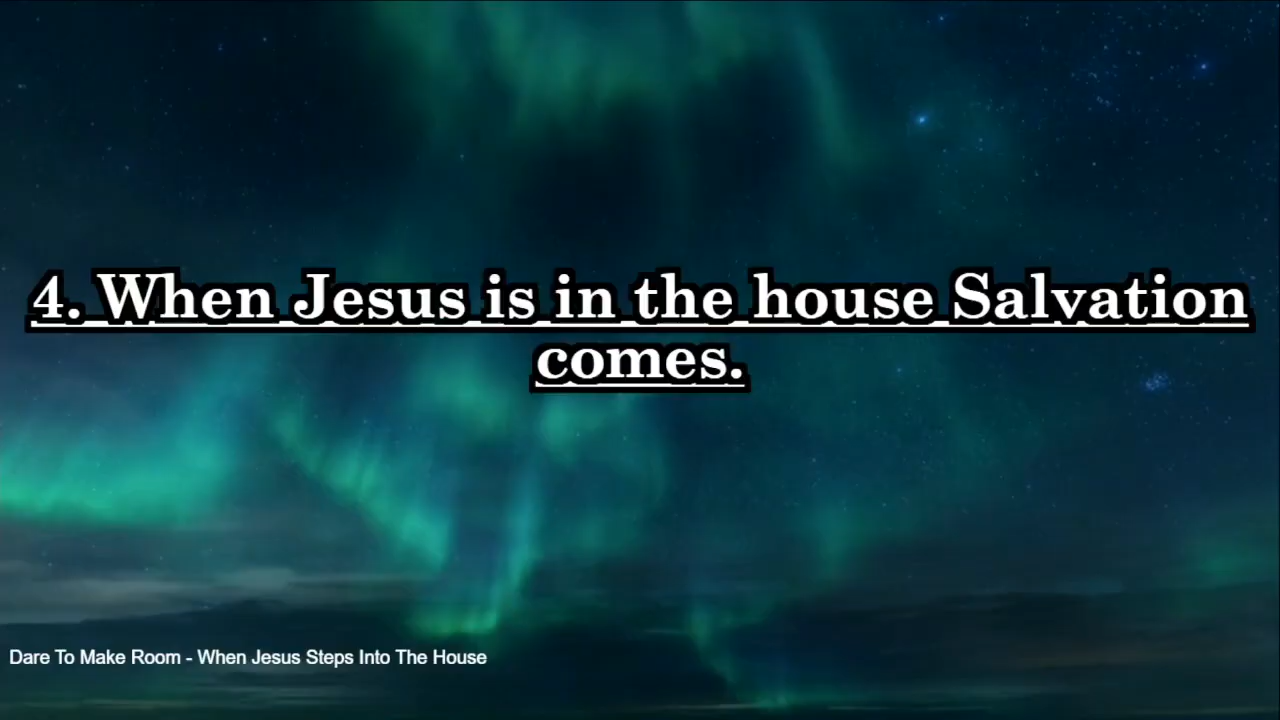 4. When Jesus is in the house Salvation
comes.
Dare To Make Room - When Jesus Steps Into The House